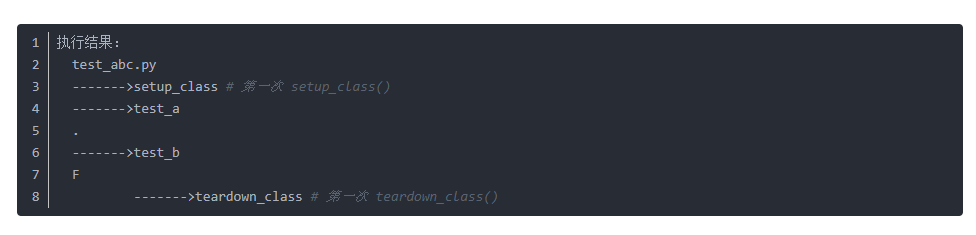 1 执行结果：
2 test_abc.py
3 ------->setup_class # 第一次 setup_class()
4 ------->test_a
5 .
6 ------->test_b
7 F
8 ------->teardown_class # 第一次 teardown_class()